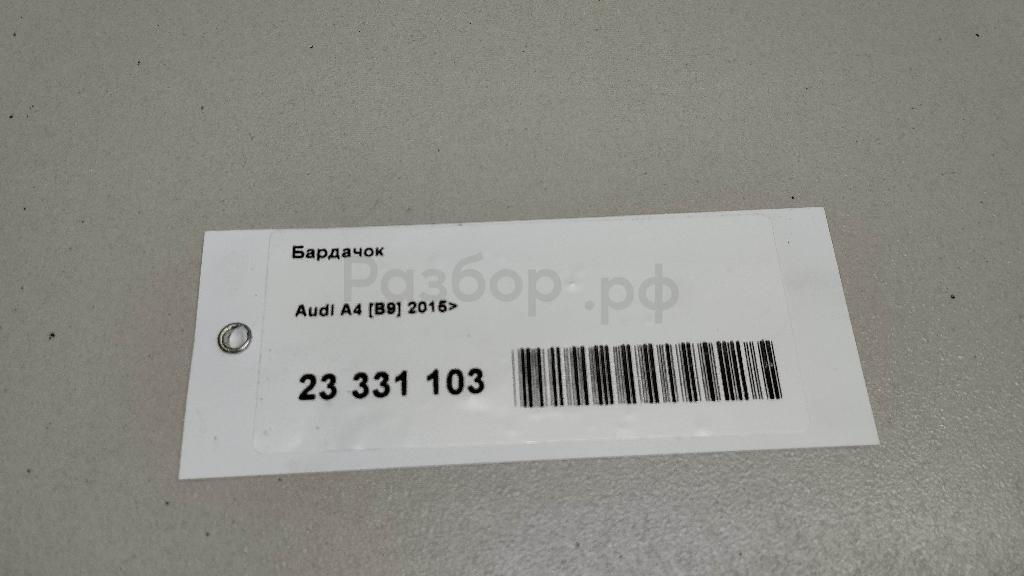 Бардачок
Разбор.рф
Audi A4 [B9] 2015>
23 331 103